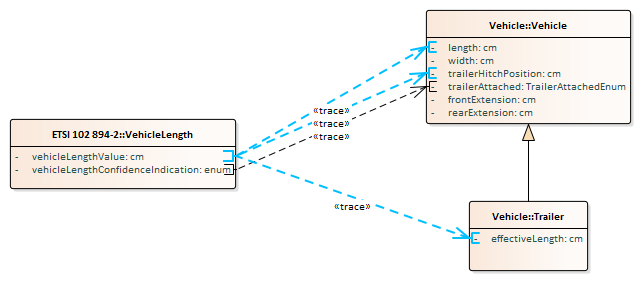 Vehicle::Vehicle
- length: cm
- width: cm
- trailerHitchPosition: cm
- trailerAttached: TrailerAttachedEnum
- frontExtension: cm
- rearExtension: cm
«trace»
«trace»
«trace»
ETSI 102 894-2::VehicleLength
- vehicleLengthValue: cm
- vehicleLengthConfidenceIndication: enum
«trace»
Vehicle::Trailer
- effectiveLength: cm